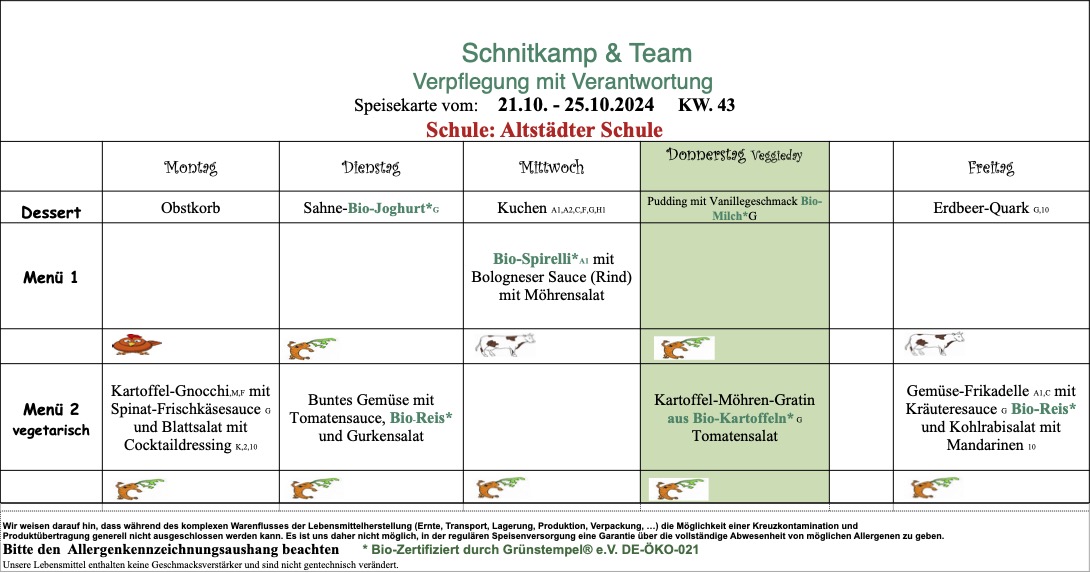 Schnitkamp & Team
Verpflegung mit Verantwortung
Speisekarte vom: 21.10. - 25.10.2024 KW. 43
Schule: Altstädter Schule
Montag
Dienstag
Mittwoch
Donnerstag Veggieday
Freitag
Dessert
Obstkorb
Sahne-Bio-Joghurt*G
Kuchen A1,A2,C,F,G,H1
Pudding mit Vanillegeschmack Bio-
Milch*G
Erdbeer-Quark G,10
Menü 1
Bio-Spirelli*A1 mit
Bologneser Sauce (Rind)
mit Möhrensalat
Menü 2
vegetarisch
Kartoffel-Gnocchi,M,F mit
Spinat-Frischkäsesauce G
und Blattsalat mit
Cocktaildressing K,2,10
Buntes Gemüse mit
Tomatensauce, Bio-Reis*
und Gurkensalat
Kartoffel-Möhren-Gratin
aus Bio-Kartoffeln* G
Tomatensalat
Gemüse-Frikadelle A1,C mit
Kräuteresauce G Bio-Reis*
und Kohlrabisalat mit
Mandarinen 10
Wir weisen darauf hin, dass während des komplexen Warenflusses der Lebensmittelherstellung (Ernte, Transport, Lagerung, Produktion, Verpackung, …) die Möglichkeit einer Kreuzkontamination und
Produktübertragung generell nicht ausgeschlossen werden kann. Es ist uns daher nicht möglich, in der regulären Speisenversorgung eine Garantie über die vollständige Abwesenheit von möglichen Allergenen zu geben.
Bitte den Allergenkennzeichnungsaushang beachten * Bio-Zertifiziert durch Grünstempel® e.V. DE-ÖKO-021
Unsere Lebensmittel enthalten keine Geschmacksverstärker und sind nicht gentechnisch verändert.